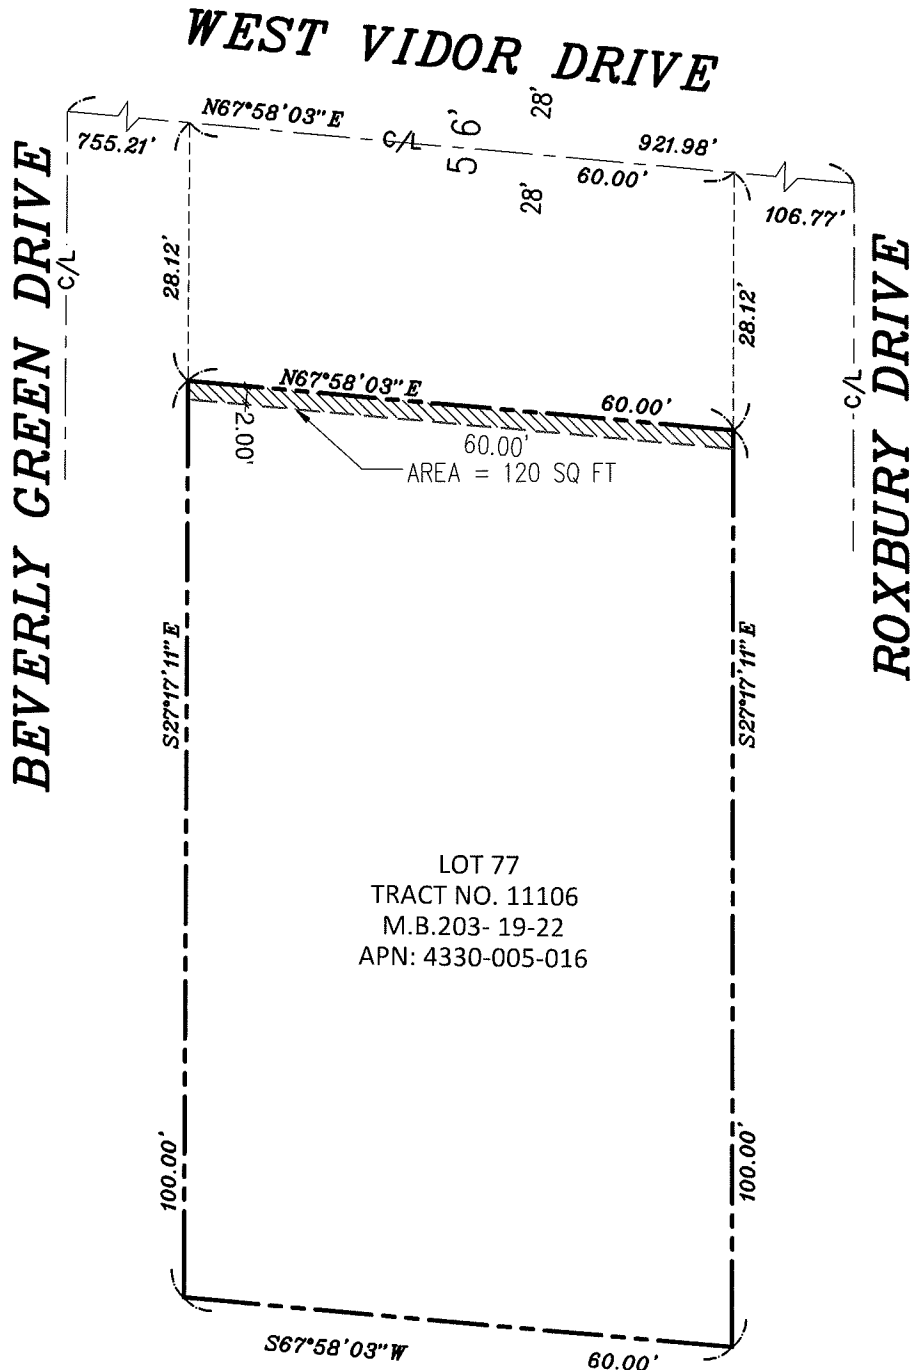 WEST VIDOR DRIVE
N67°58'03"E
C/L
5 6'
28'
28'
755.21'
921.98'
60.00'
106.77'
BEVERLY GREEN DRIVE
C/L
28.12'
28.12'
C/L
ROXBURY DRIVE
N67°58'03"E
60.00'
2.00'
60.00'
AREA = 120 SQ FT
S27°17'11"E
S27°17'11"E
LOT 77
TRACT NO. 11106
M.B.203- 19-22
APN: 4330-005-016
100.00'
100.00'
S67°58'03"W
60.00'